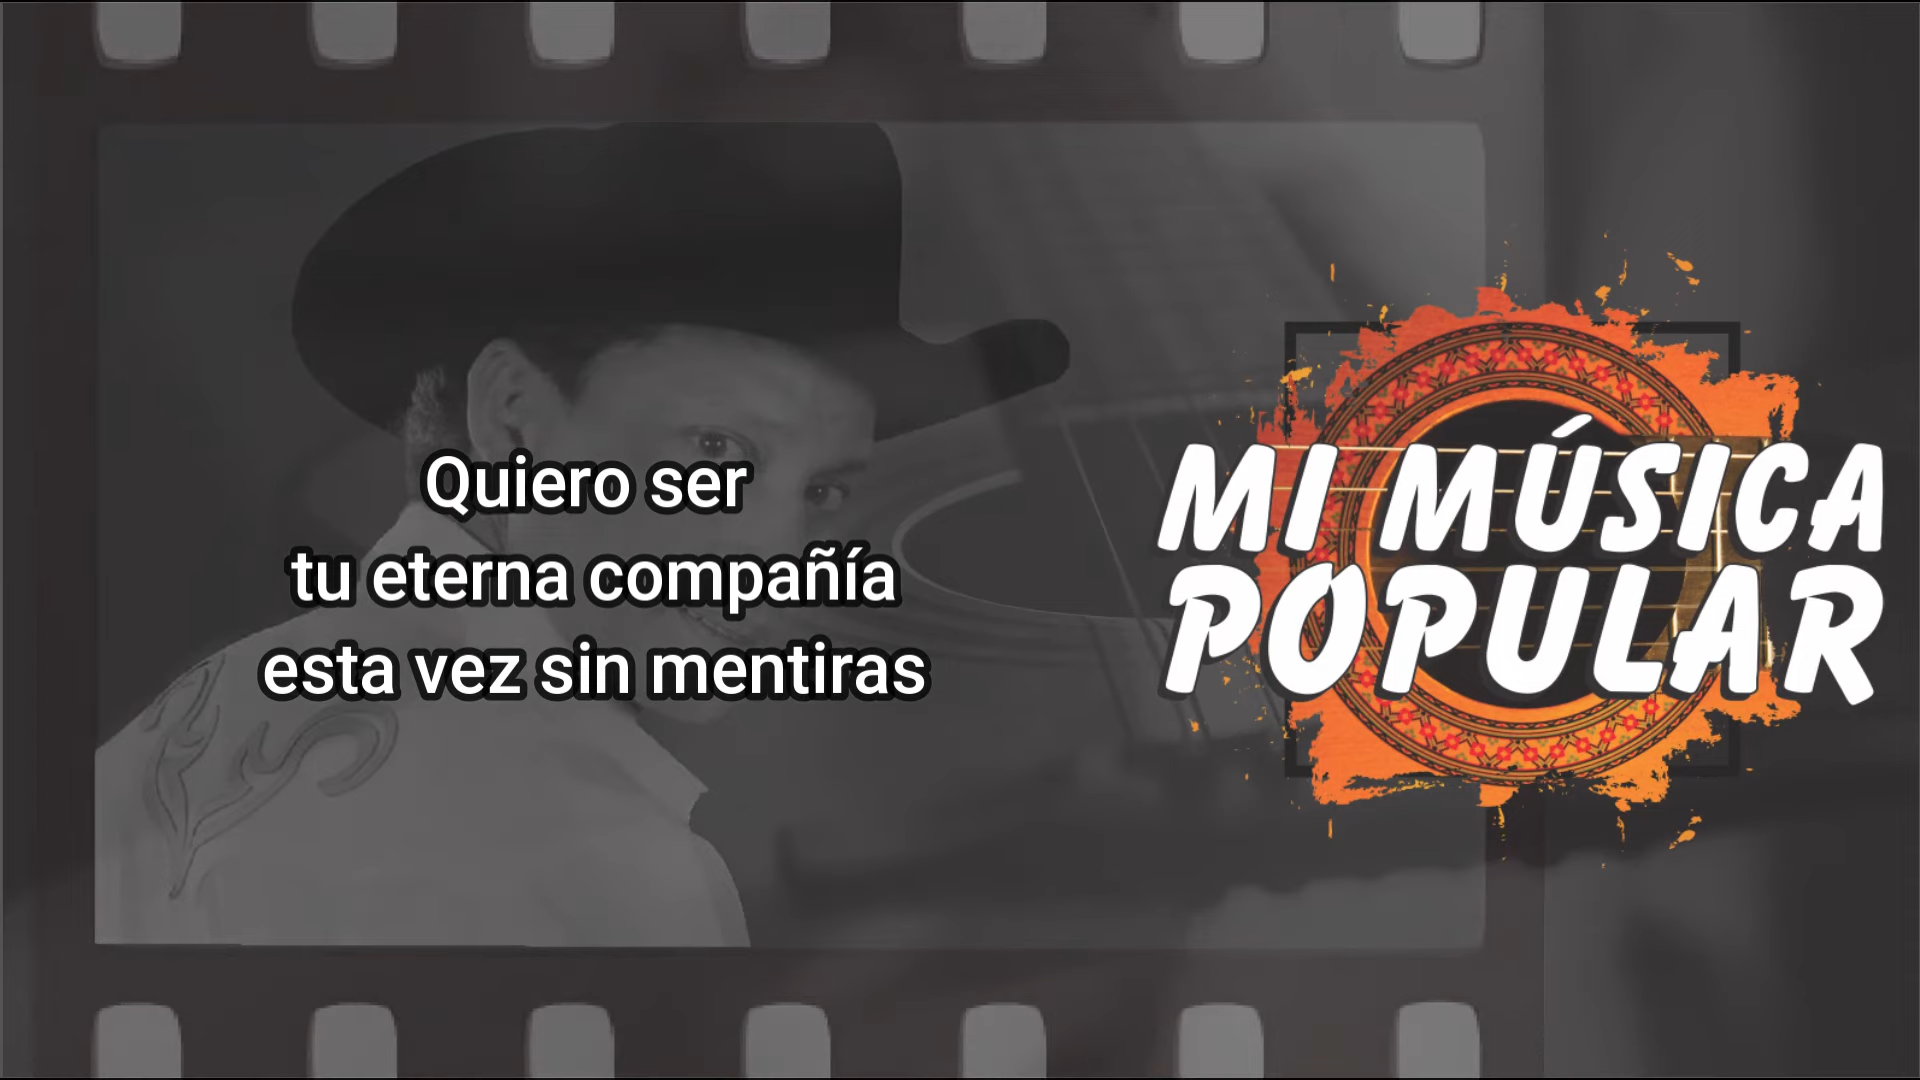 Quiero ser
tu eterna compañía
esta vez sin mentiras
MI MÚSICA
POPULAR